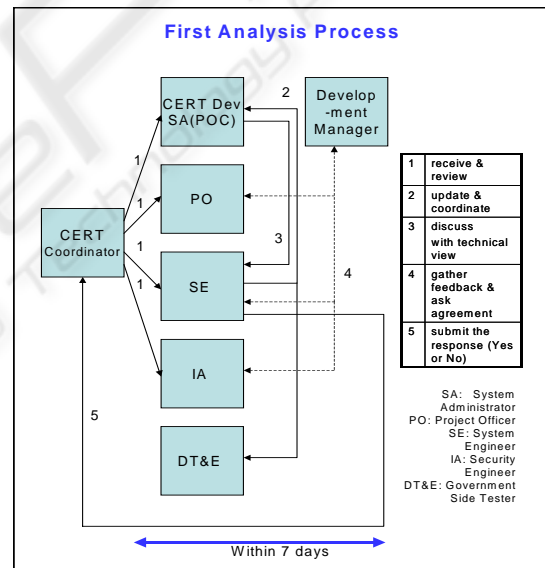 First Analysis Process
CERT Dev
SA(POC)
Develop
-ment
Manager
PO
CERT
Coordinator
SE
IA
DT&E
1
1
1
1
2
3
4
5
1 receive &
review
2 update &
coordinate
3 discuss
with technical
view
4 gather
feedback &
ask
agreement
5 submit the
response (Yes
or No)
SA: System
Administrator
PO: Project Officer
SE: System
Engineer
IA: Security
Engineer
DT&E: Government
Side Tester
Within 7 days